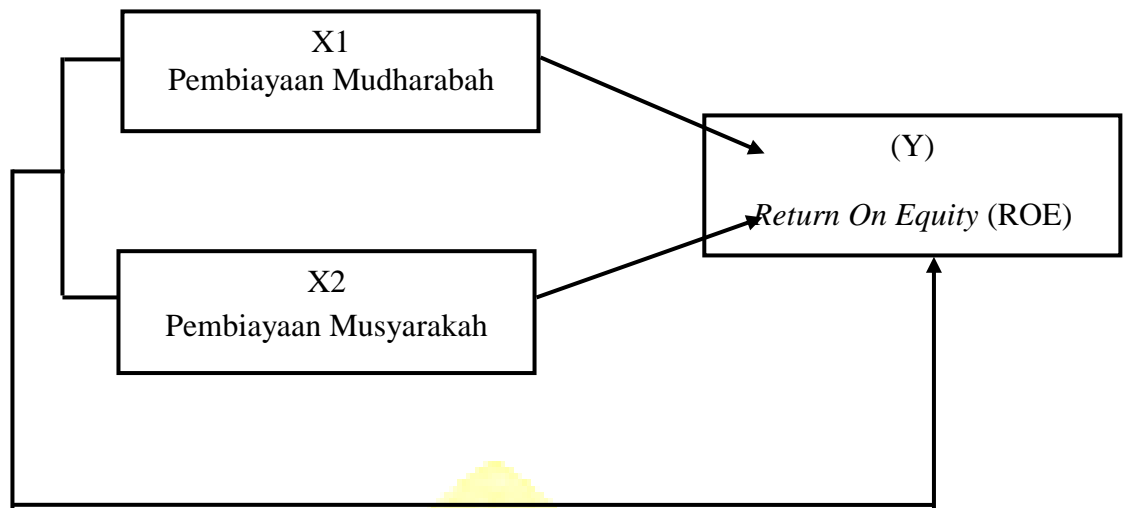 X1
Pembiayaan Mudharabah
(Y)
Return On Equity (ROE)
X2
Pembiayaan Musyarakah